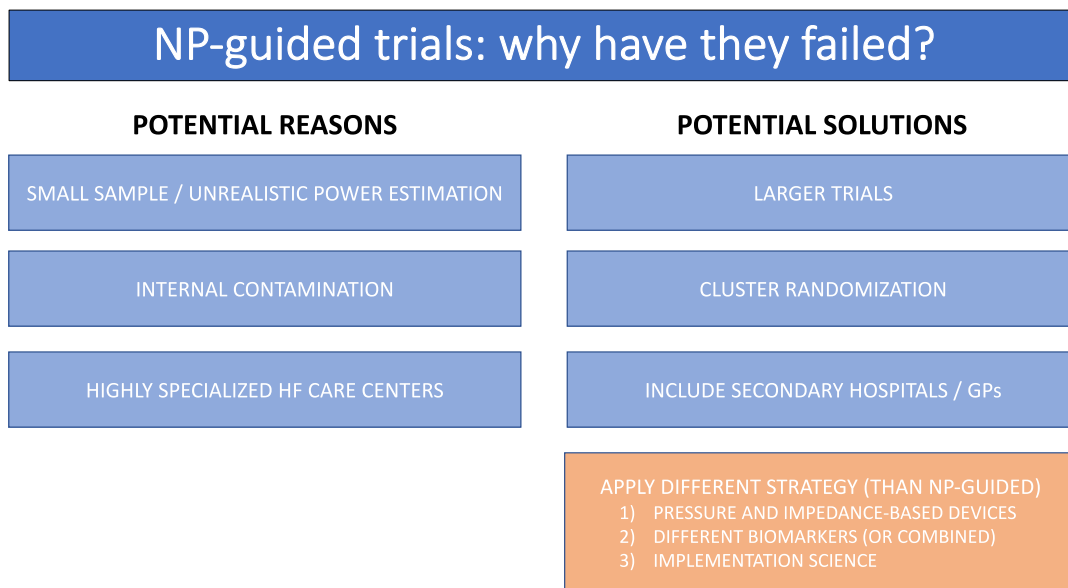 NP-guided trials: why have they failed?
POTENTIAL REASONS
SMALL SAMPLE / UNREALISTIC POWER ESTIMATION
INTERNAL CONTAMINATION
HIGHLY SPECIALIZED HF CARE CENTERS
POTENTIAL SOLUTIONS
LARGER TRIALS
CLUSTER RANDOMIZATION
INCLUDE SECONDARY HOSPITALS / GPs
APPLY DIFFERENT STRATEGY (THAN NP-GUIDED)
1) PRESSURE AND IMPEDANCE-BASED DEVICES
2) DIFFERENT BIOMARKERS (OR COMBINED)
3) IMPLEMENTATION SCIENCE